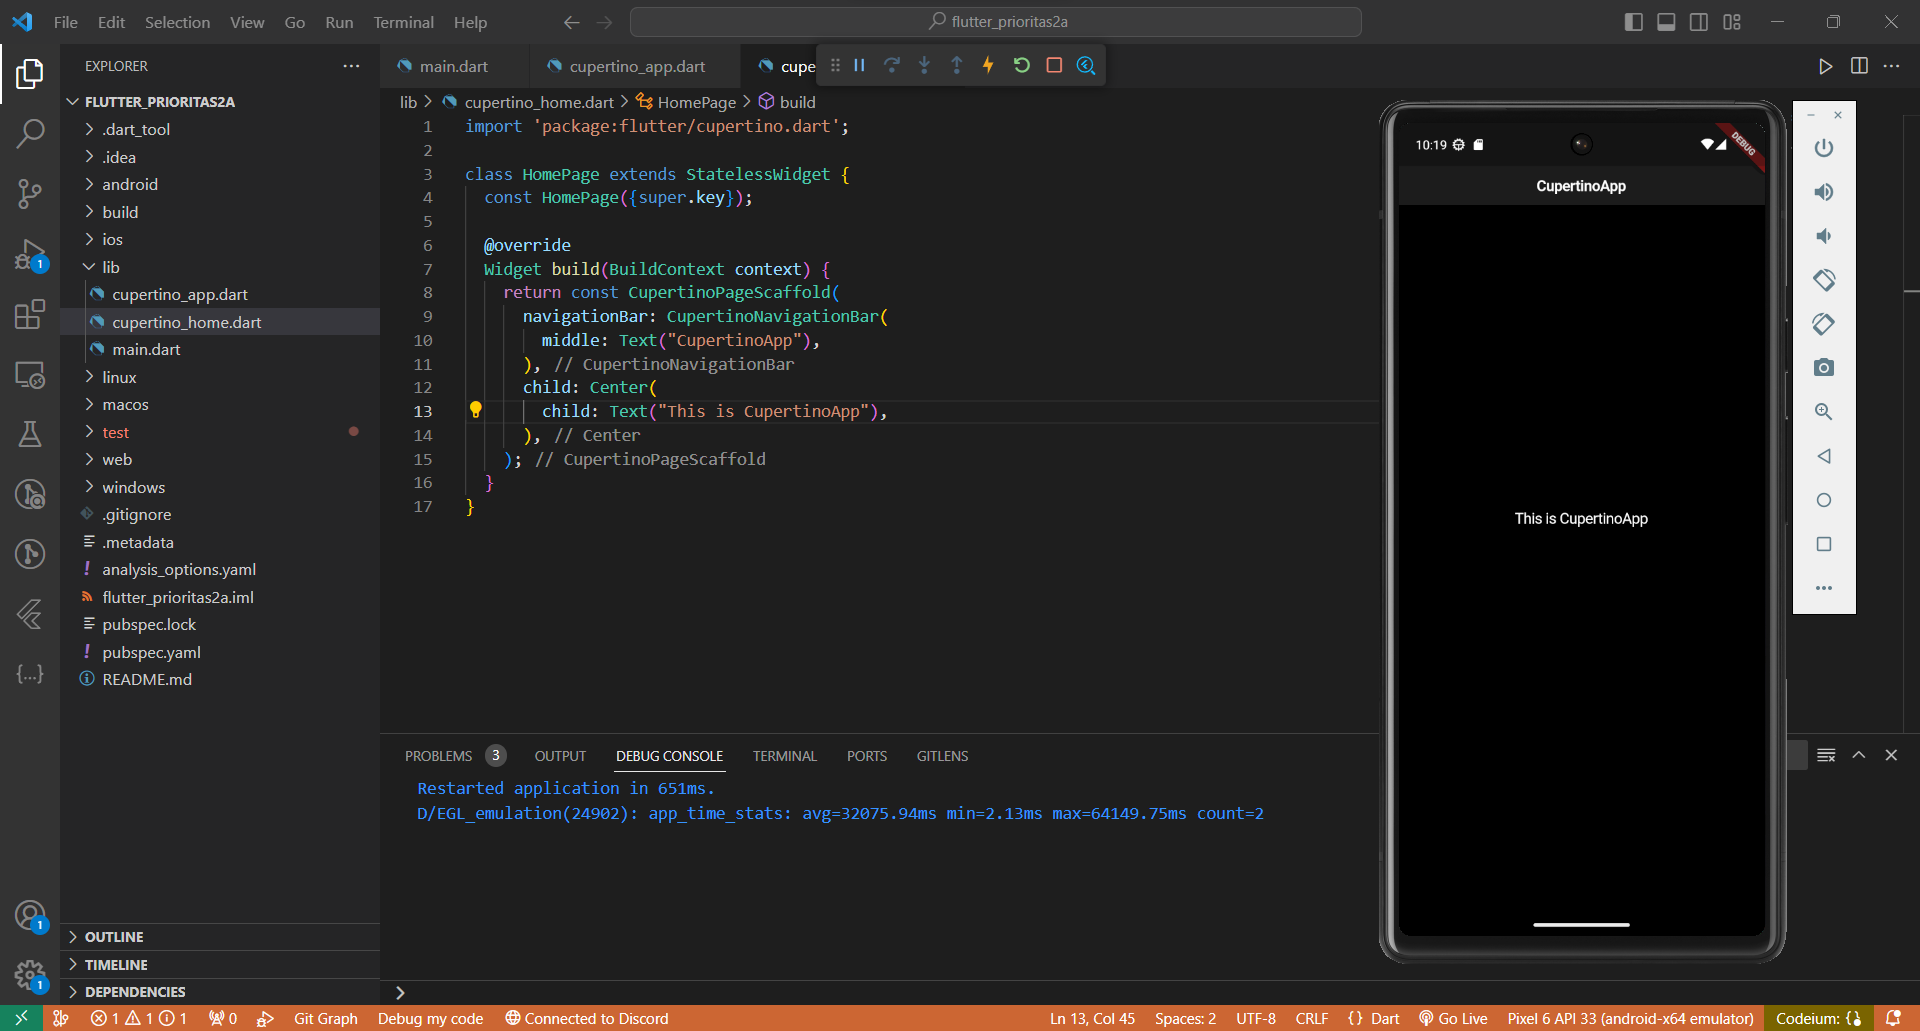 File Edit Selection View Go Run Terminal Help
flutter_prioritas2a
EXPLORER
FLUTTER_PRIORITAS2A
.dart_tool
.idea
android
build
ios
lib
cupertino_app.dart
cupertino_home.dart
main.dart
linux
macos
test
web
windows
.gitignore
.metadata
analysis_options.yaml
flutter_prioritas2a.iml
pubspec.lock
pubspec.yaml
README.md
OUTLINE
TIMELINE
DEPENDENCIES
1
1
1
main.dart cupertino_app.dart cupe
lib > cupertino_home.dart > HomePage > build
1 import 'package:flutter/cupertino.dart';
2
3 class HomePage extends StatelessWidget {
4 const HomePage({super.key});
5
6 @override
7 Widget build(BuildContext context) {
8 return const CupertinoPageScaffold(
9 navigationBar: CupertinoNavigationBar(
10 middle: Text("CupertinoApp"),
11 ), // CupertinoNavigationBar
12 child: Center(
13 child: Text("This is CupertinoApp"),
14 ), // Center
15 ); // CupertinoPageScaffold
16 }
17 }
PROBLEMS 3 OUTPUT DEBUG CONSOLE TERMINAL PORTS GITLENS
Restarted application in 651ms.
D/EGL_emulation(24902): app_time_stats: avg=32075.94ms min=2.13ms max=64149.75ms count=2
10:19
DEBUG
CupertinoApp
This is CupertinoApp
1 1 1 0 Git Graph Debug my code Connected to Discord Ln 13, Col 45 Spaces: 2 UTF-8 CRLF {} Dart Go Live Pixel 6 API 33 (android-x64 emulator) Codeium: {}